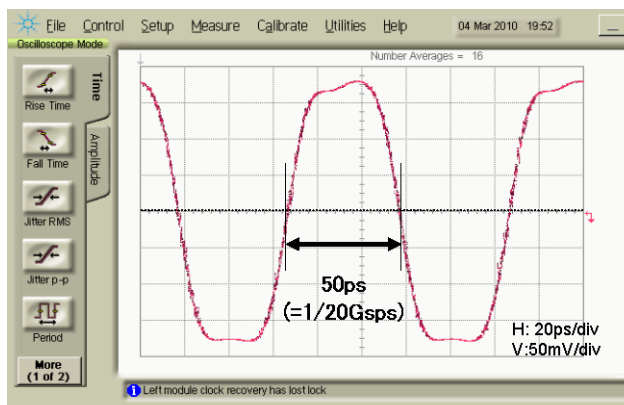 File Control Setup Measure Calibrate Utilities Help 04 Mar 2010 19:52
Oscilloscope Mode
Number Averages = 16
Time
Amplitude
Rise Time
Fall Time
Jitter RMS
Jitter p-p
Period
More
(1 of 2)
50ps
(=1/20Gsps)
H: 20ps/div
V:50mV/div
Left module clock recovery has lost lock